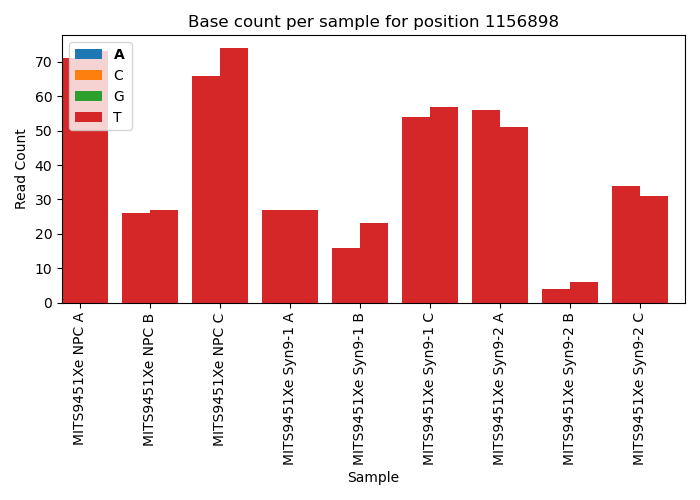 Base count per sample for position 1156898
Read Count
70
60
50
40
30
20
10
0
A
C
G
T
MITS9451Xe NPC A
MITS9451Xe NPC B
MITS9451Xe NPC C
MITS9451Xe Syn9-1 A
MITS9451Xe Syn9-1 B
MITS9451Xe Syn9-1 C
MITS9451Xe Syn9-2 A
MITS9451Xe Syn9-2 B
MITS9451Xe Syn9-2 C
Sample